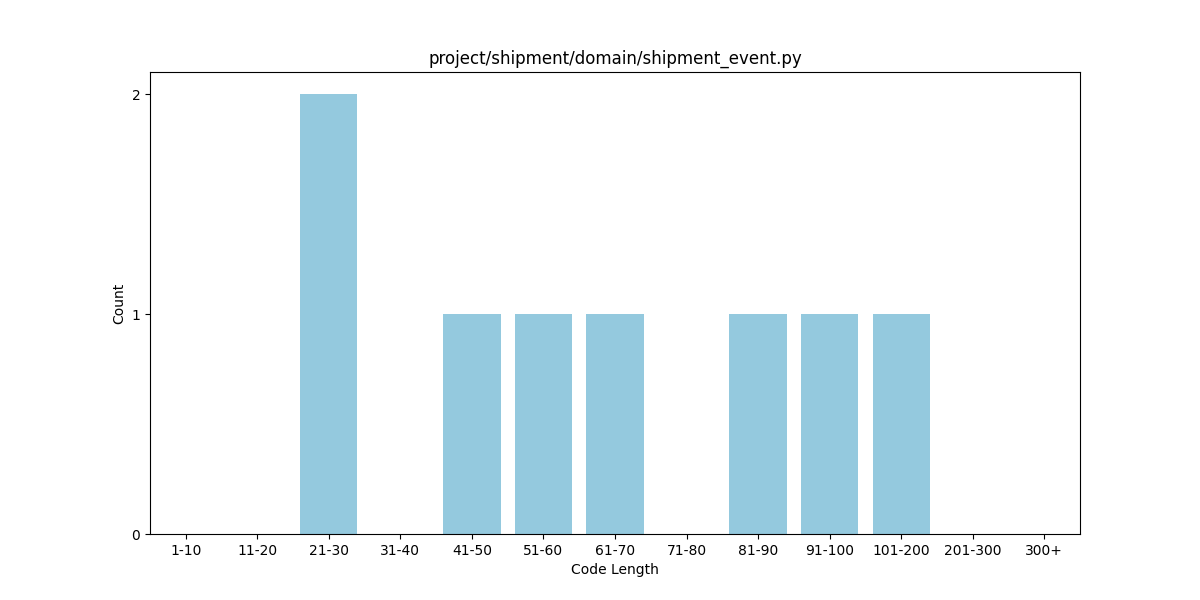 project/shipment/domain/shipment_event.py
Count
2
1
0
1-10 11-20 21-30 31-40 41-50 51-60 61-70 71-80 81-90 91-100 101-200 201-300 300+
Code Length